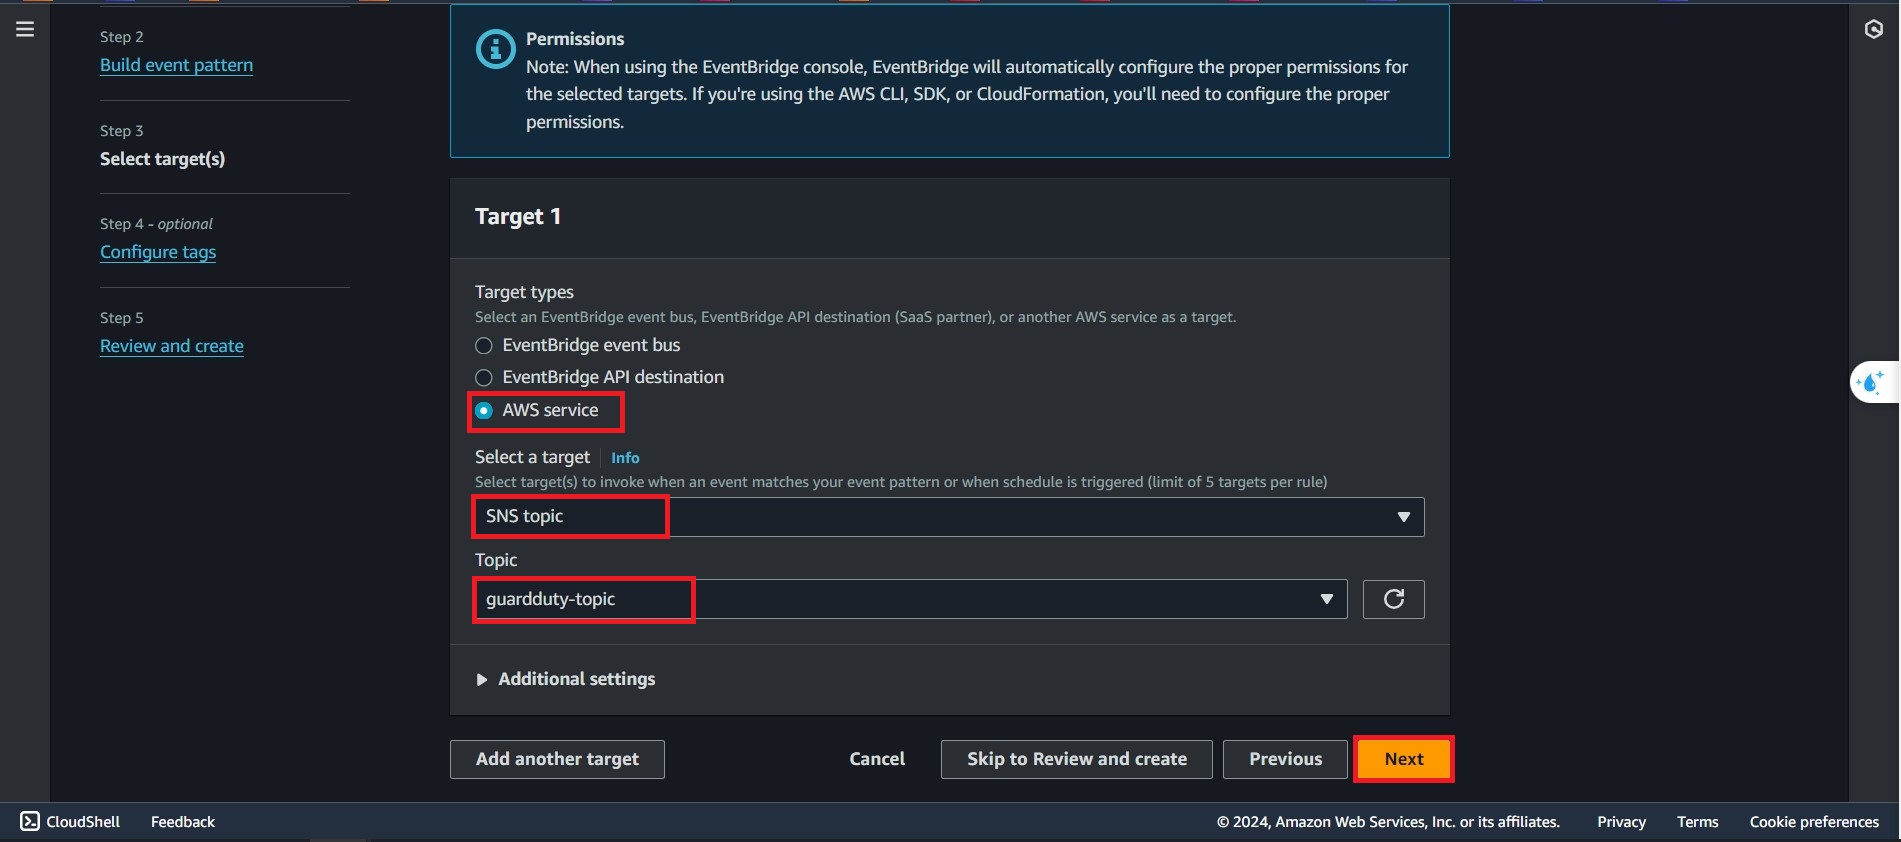 Step 2
Build event pattern
Step 3
Select target(s)
Step 4 - optional
Configure tags
Step 5
Review and create
Permissions
Note: When using the EventBridge console, EventBridge will automatically configure the proper permissions for
the selected targets. If you're using the AWS CLI, SDK, or CloudFormation, you'll need to configure the proper
permissions.
Target 1
Target types
Select an EventBridge event bus, EventBridge API destination (SaaS partner), or another AWS service as a target.
EventBridge event bus
EventBridge API destination
AWS service
Select a target Info
Select target(s) to invoke when an event matches your event pattern or when schedule is triggered (limit of 5 targets per rule)
SNS topic
Topic
guardduty-topic
Additional settings
Add another target Cancel Skip to Review and create Previous Next
CloudShell Feedback © 2024, Amazon Web Services, Inc. or its affiliates. Privacy Terms Cookie preferences